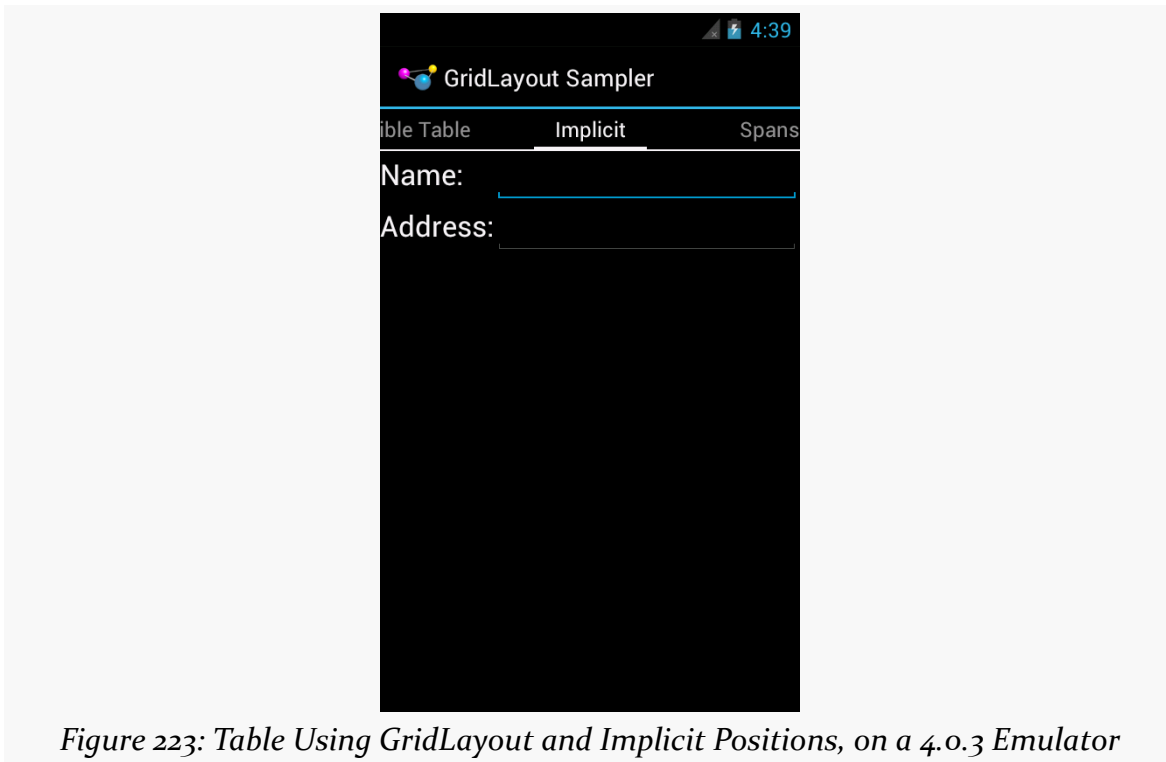 4:39
GridLayout Sampler
ible Table Implicit Spans
Name:
Address:
Figure 223: Table Using GridLayout and Implicit Positions, on a 4.0.3 Emulator